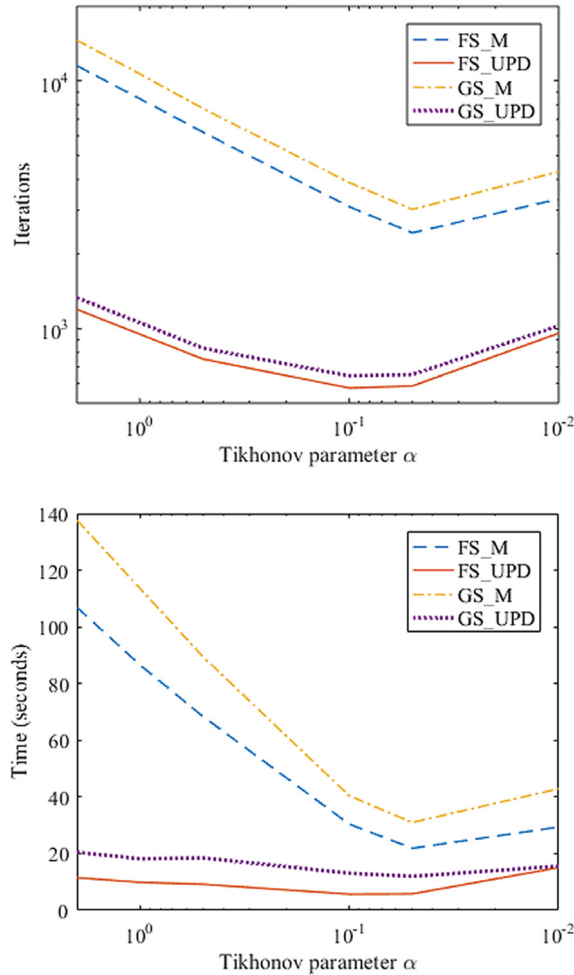 10^4
10^3
Iterations
FS_M
FS_UPD
GS_M
GS_UPD
10^0 10^-1 10^-2
Tikhonov parameter α
140
120
100
80
60
40
20
0
Time (seconds)
FS_M
FS_UPD
GS_M
GS_UPD
10^0 10^-1 10^-2
Tikhonov parameter α